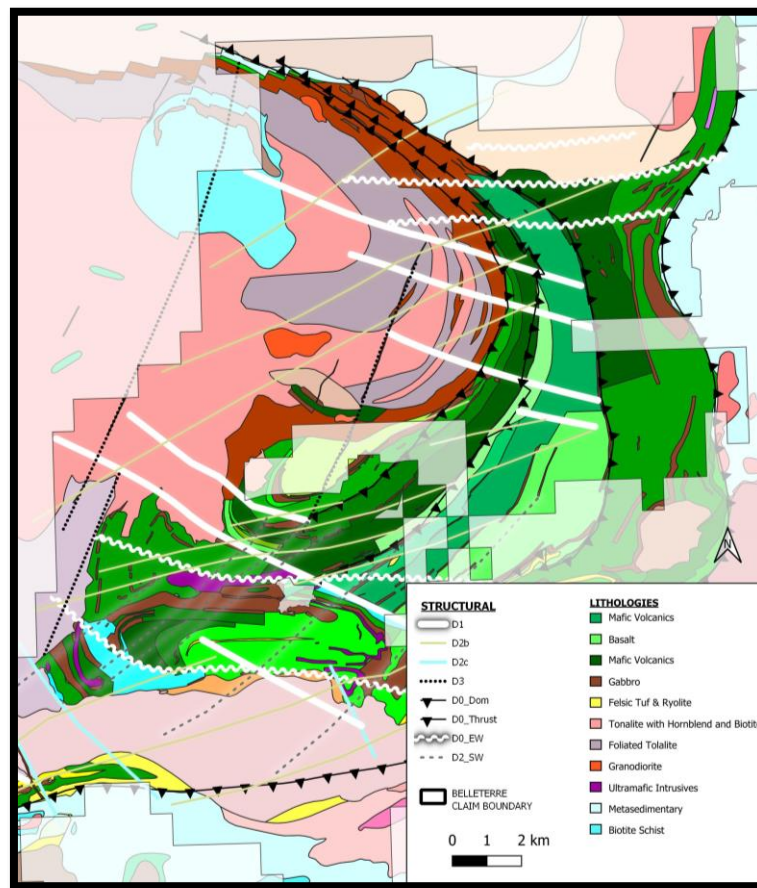 N
STRUCTURAL
D1
D2b
D2c
D3
D0_Dom
D0_Thrust
D0_EW
D2_SW
BELLETERRE
CLAIM BOUNDARY
0 1 2 km
LITHOLOGIES
Mafic Volcanics
Basalt
Mafic Volcanics
Gabbro
Felsic Tuf & Ryolite
Tonalite with Hornblend and Biotite
Foliated Tolalite
Granodiorite
Ultramafic Intrusives
Metasedimentary
Biotite Schist